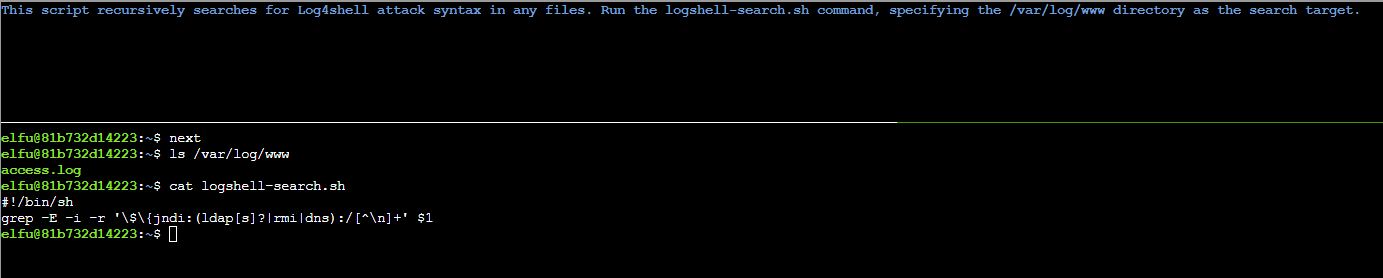 This script recursively searches for Log4shell attack syntax in any files. Run the logshell-search.sh command, specifying the /var/log/www directory as the search target.
elfu@81b732d14223:~$ next
elfu@81b732d14223:~$ ls /var/log/www
access.log
elfu@81b732d14223:~$ cat logshell-search.sh
#!/bin/sh
grep -E -i -r '\$\{jndi:(ldap[s]?|rmi|dns):/[^\n]+' $1
elfu@81b732d14223:~$